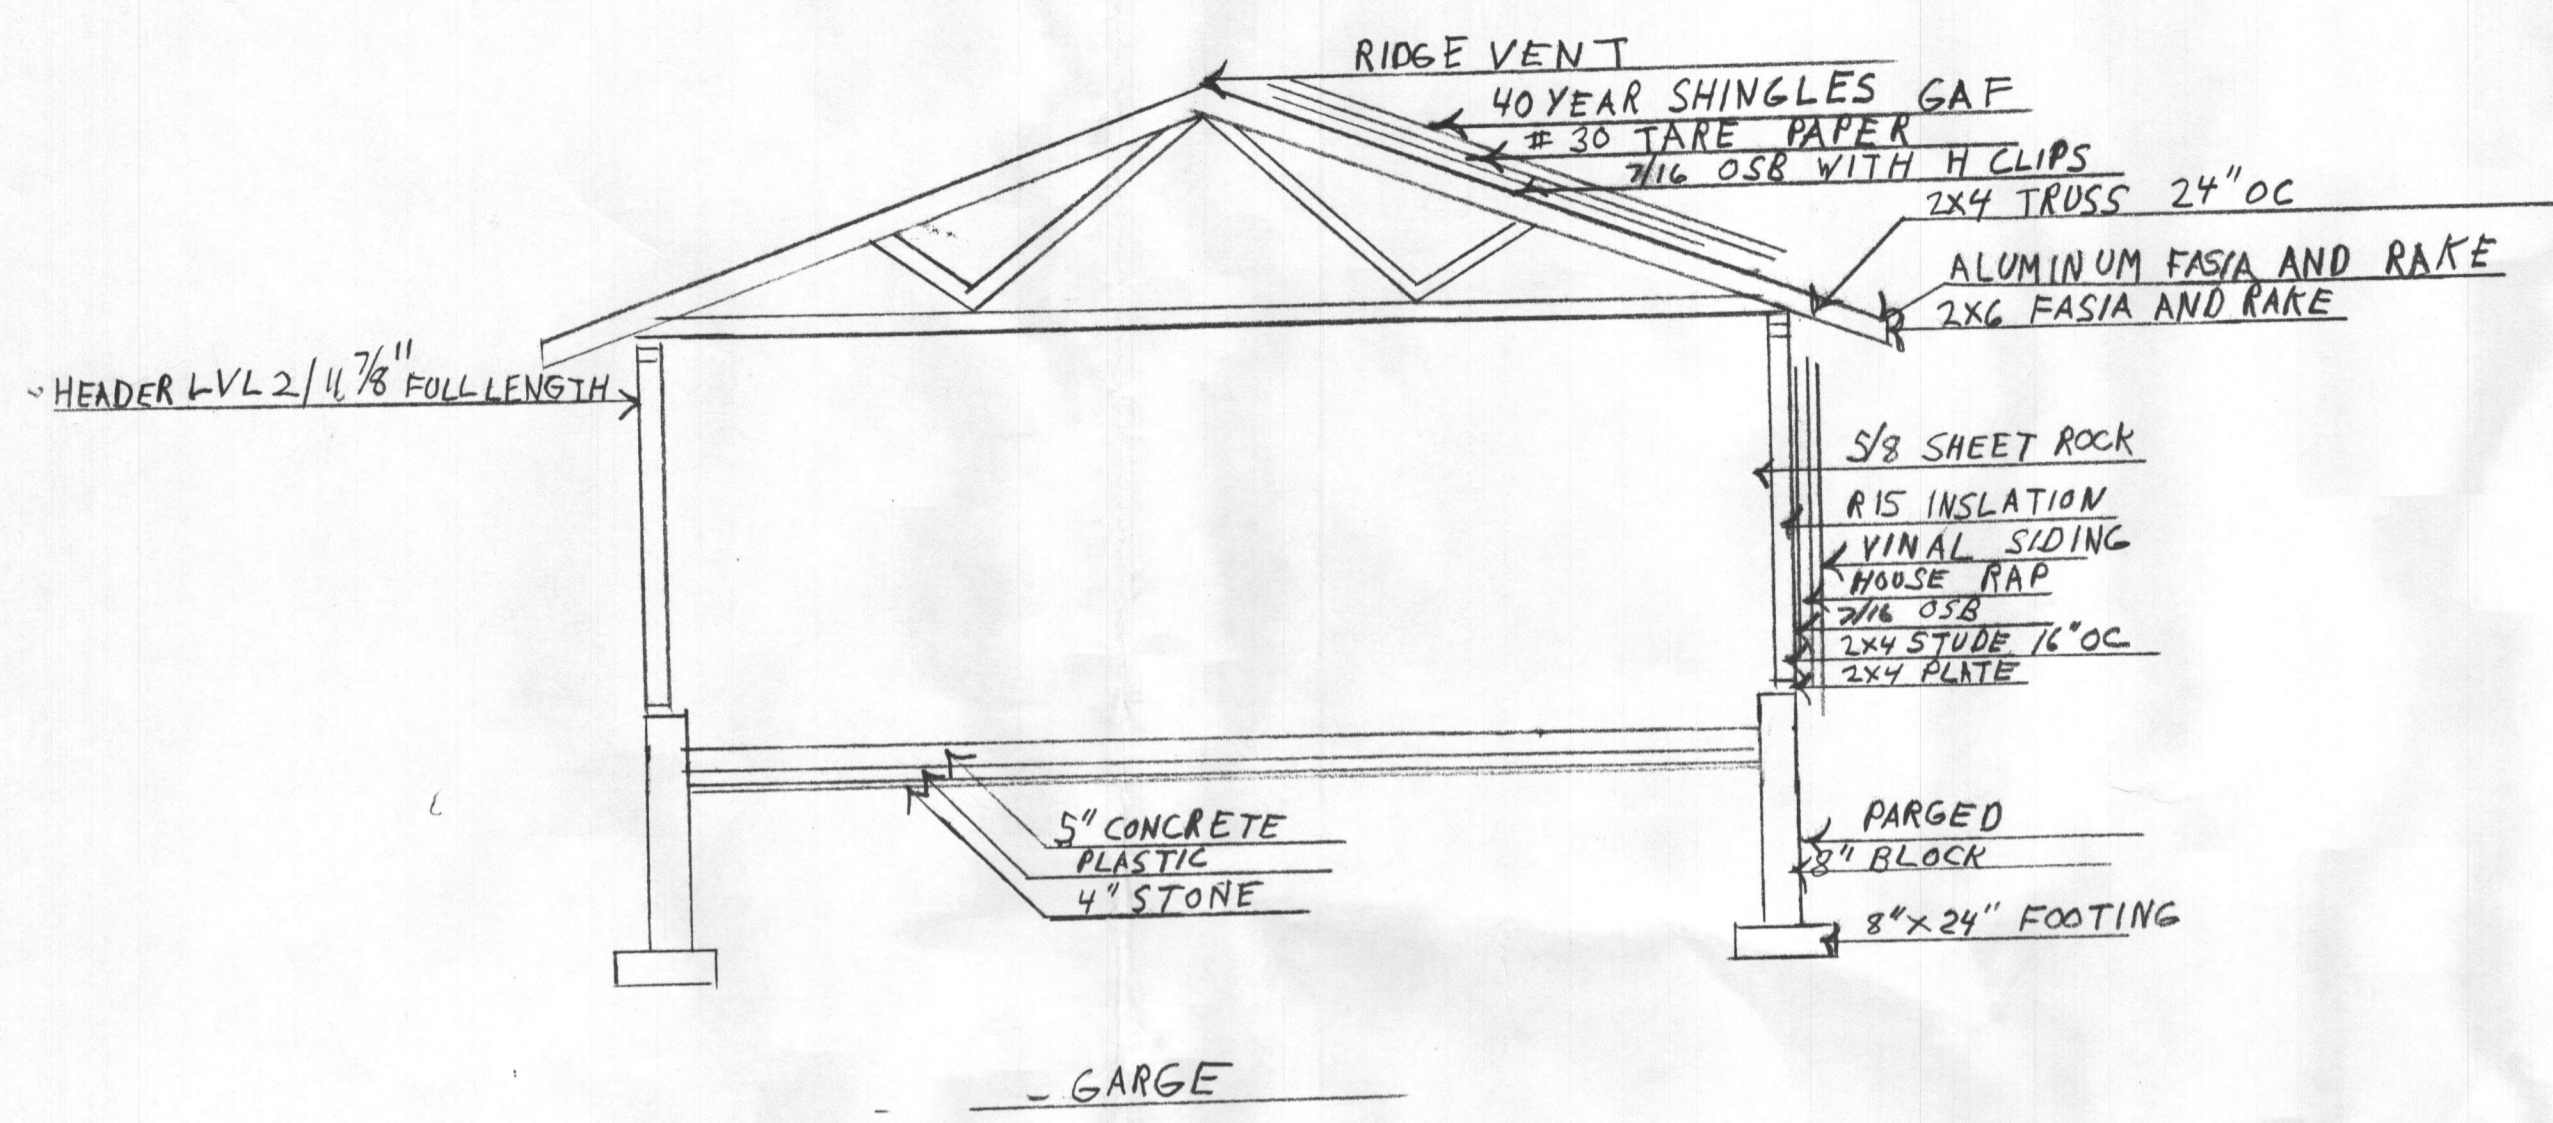 RIDGE VENT
40 YEAR SHINGLES GAF
# 30 TARE PAPER
7/16 OSB WITH H CLIPS
2X4 TRUSS 24" OC
ALUMINUM FASIA AND RAKE
2X6 FASIA AND RAKE
HEADER LVL 2/11 7/8" FULL LENGTH
5/8 SHEET ROCK
R15 INSLATION
VINAL SIDING
HOUSE RAP
7/16 OSB
2X4 STUDE 16" OC
2X4 PLATE
5" CONCRETE
PLASTIC
4" STONE
PARGED
8" BLOCK
8" X 24" FOOTING
GARGE